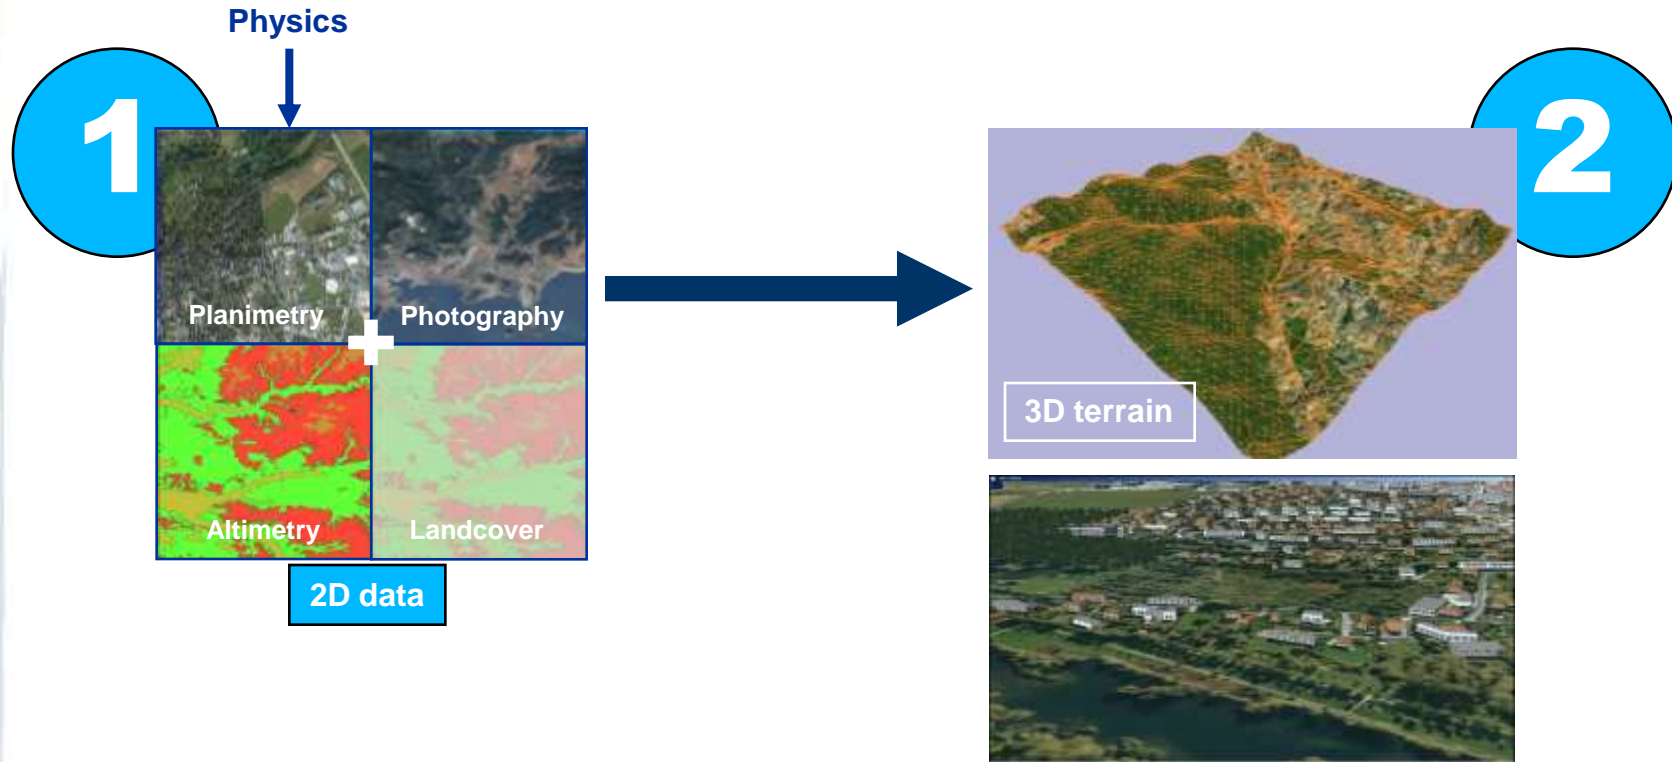 Physics
1
2
Planimetry
Photography
Altimetry
Landcover
2D data
3D terrain